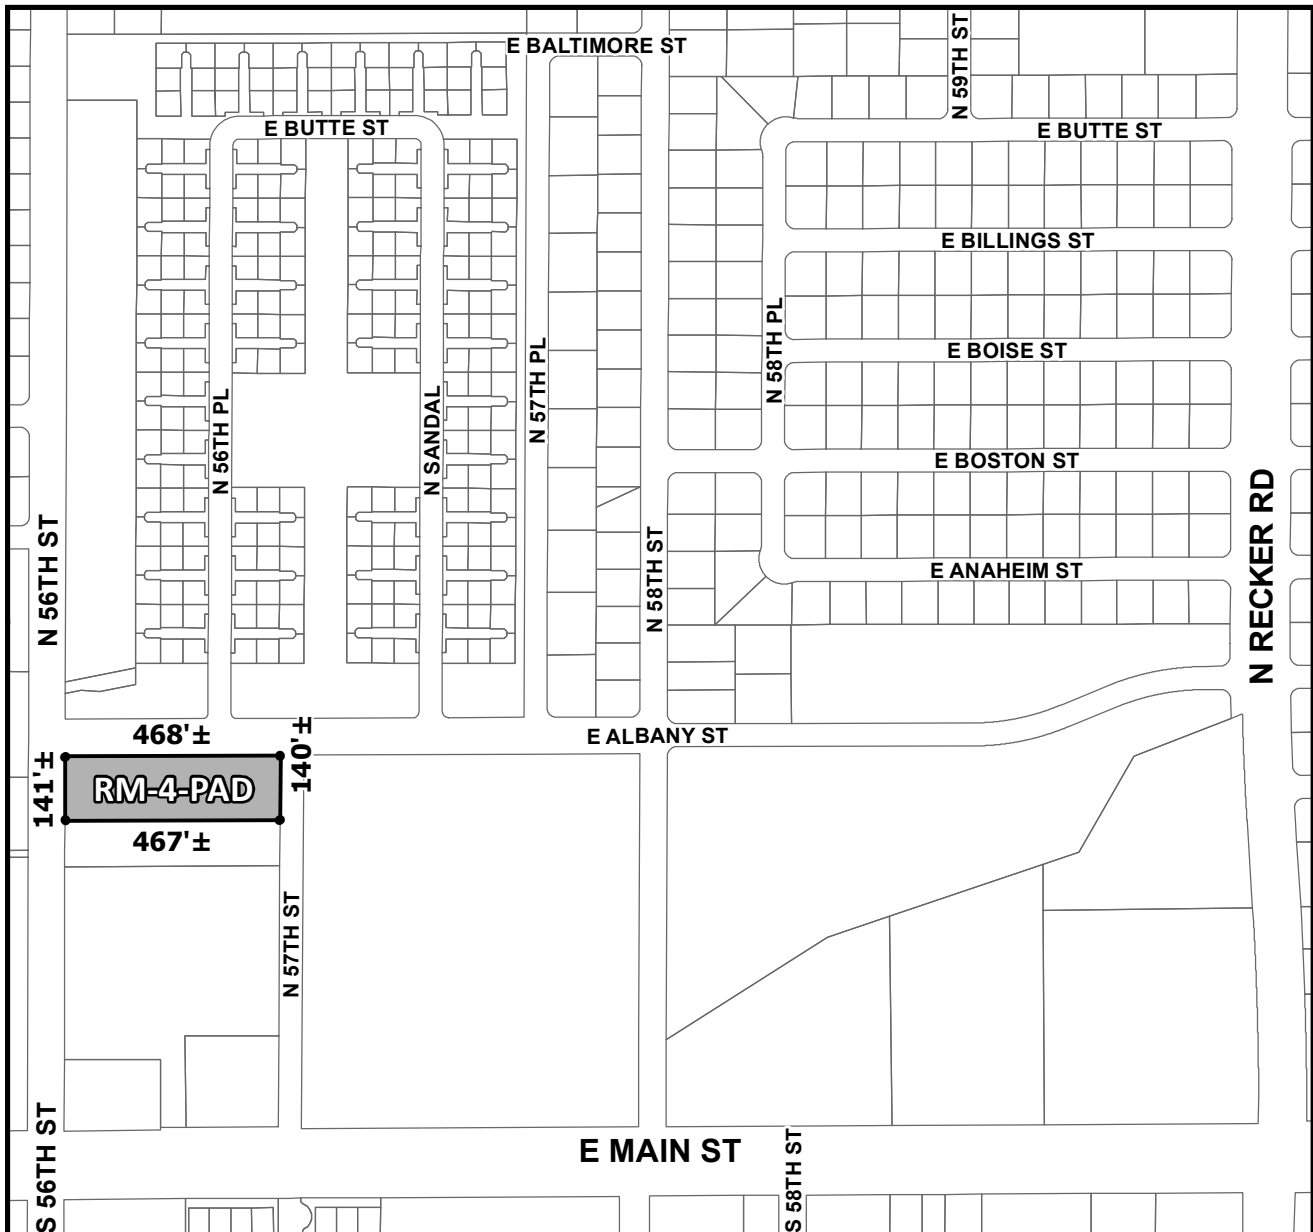 N 59TH ST
E BALTIMORE ST
E BUTTE ST
E BUTTE ST
E BILLINGS ST
N 58TH PL
E BOISE ST
N 57TH PL
N 56TH PL
N SANDAL
E BOSTON ST
N RECKER RD
N 56TH ST
N 58TH ST
E ANAHEIM ST
468'±
140'±
E ALBANY ST
141'±
RM-4-PAD
467'±
N 57TH ST
E MAIN ST
S 56TH ST
S 58TH ST